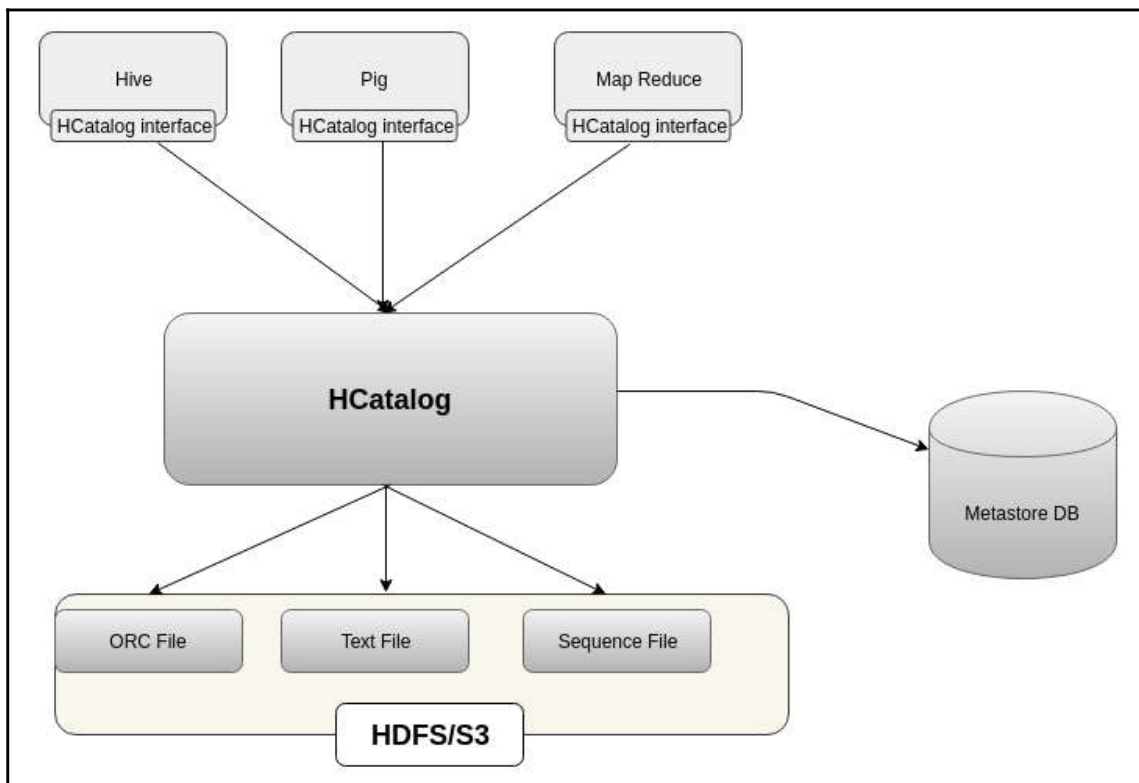 Hive
Pig
Map Reduce
HCatalog interface
HCatalog interface
HCatalog interface
HCatalog
Metastore DB
ORC File
Text File
Sequence File
HDFS/S3